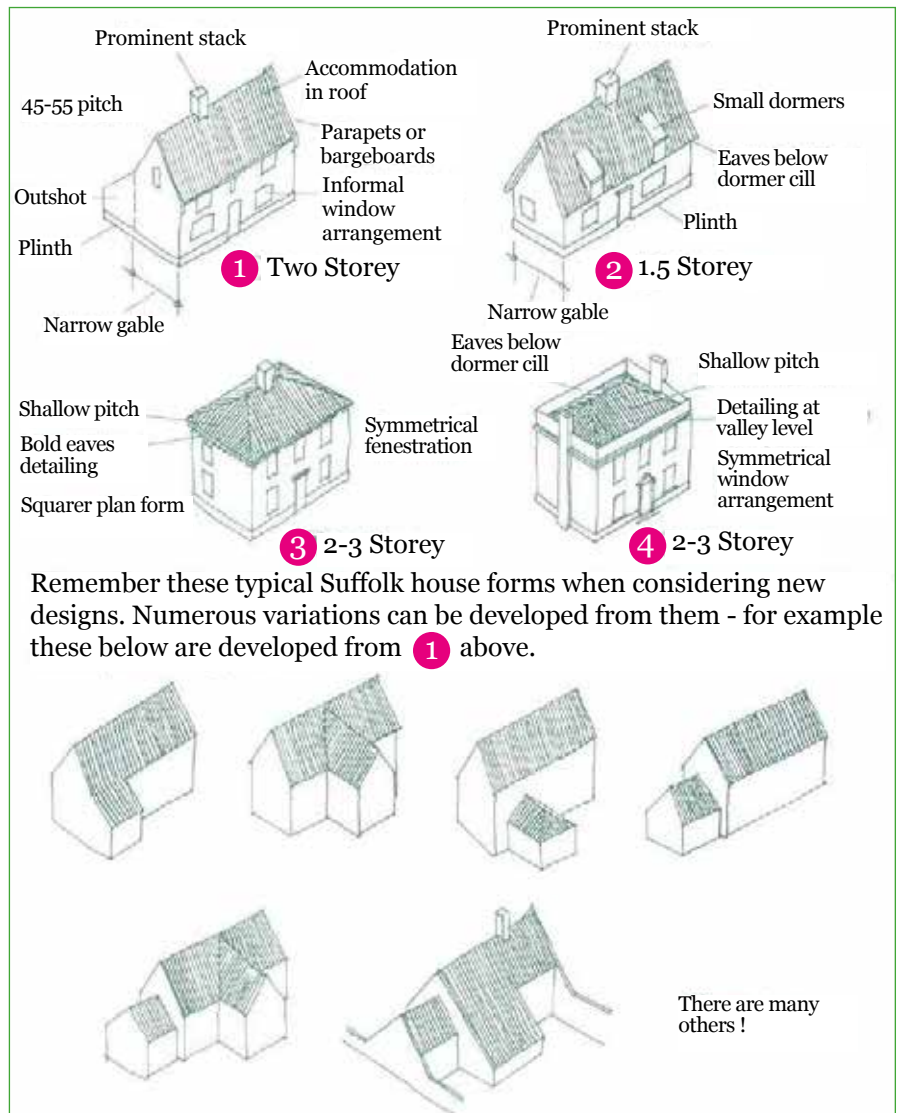 Prominent stack
45-55 pitch
Accommodation
in roof
Parapets or
bargeboards
Informal
window
arrangement
Outshot
Plinth
1 Two Storey
Narrow gable
Prominent stack
Small dormers
Eaves below
dormer cill
Plinth
2 1.5 Storey
Narrow gable
Shallow pitch
Bold eaves
detailing
Squarer plan form
Symmetrical
fenestration
3 2-3 Storey
Eaves below
dormer cill
Shallow pitch
Detailing at
valley level
Symmetrical
window
arrangement
4 2-3 Storey
Remember these typical Suffolk house forms when considering new
designs. Numerous variations can be developed from them - for example
these below are developed from 1 above.
There are many
others !